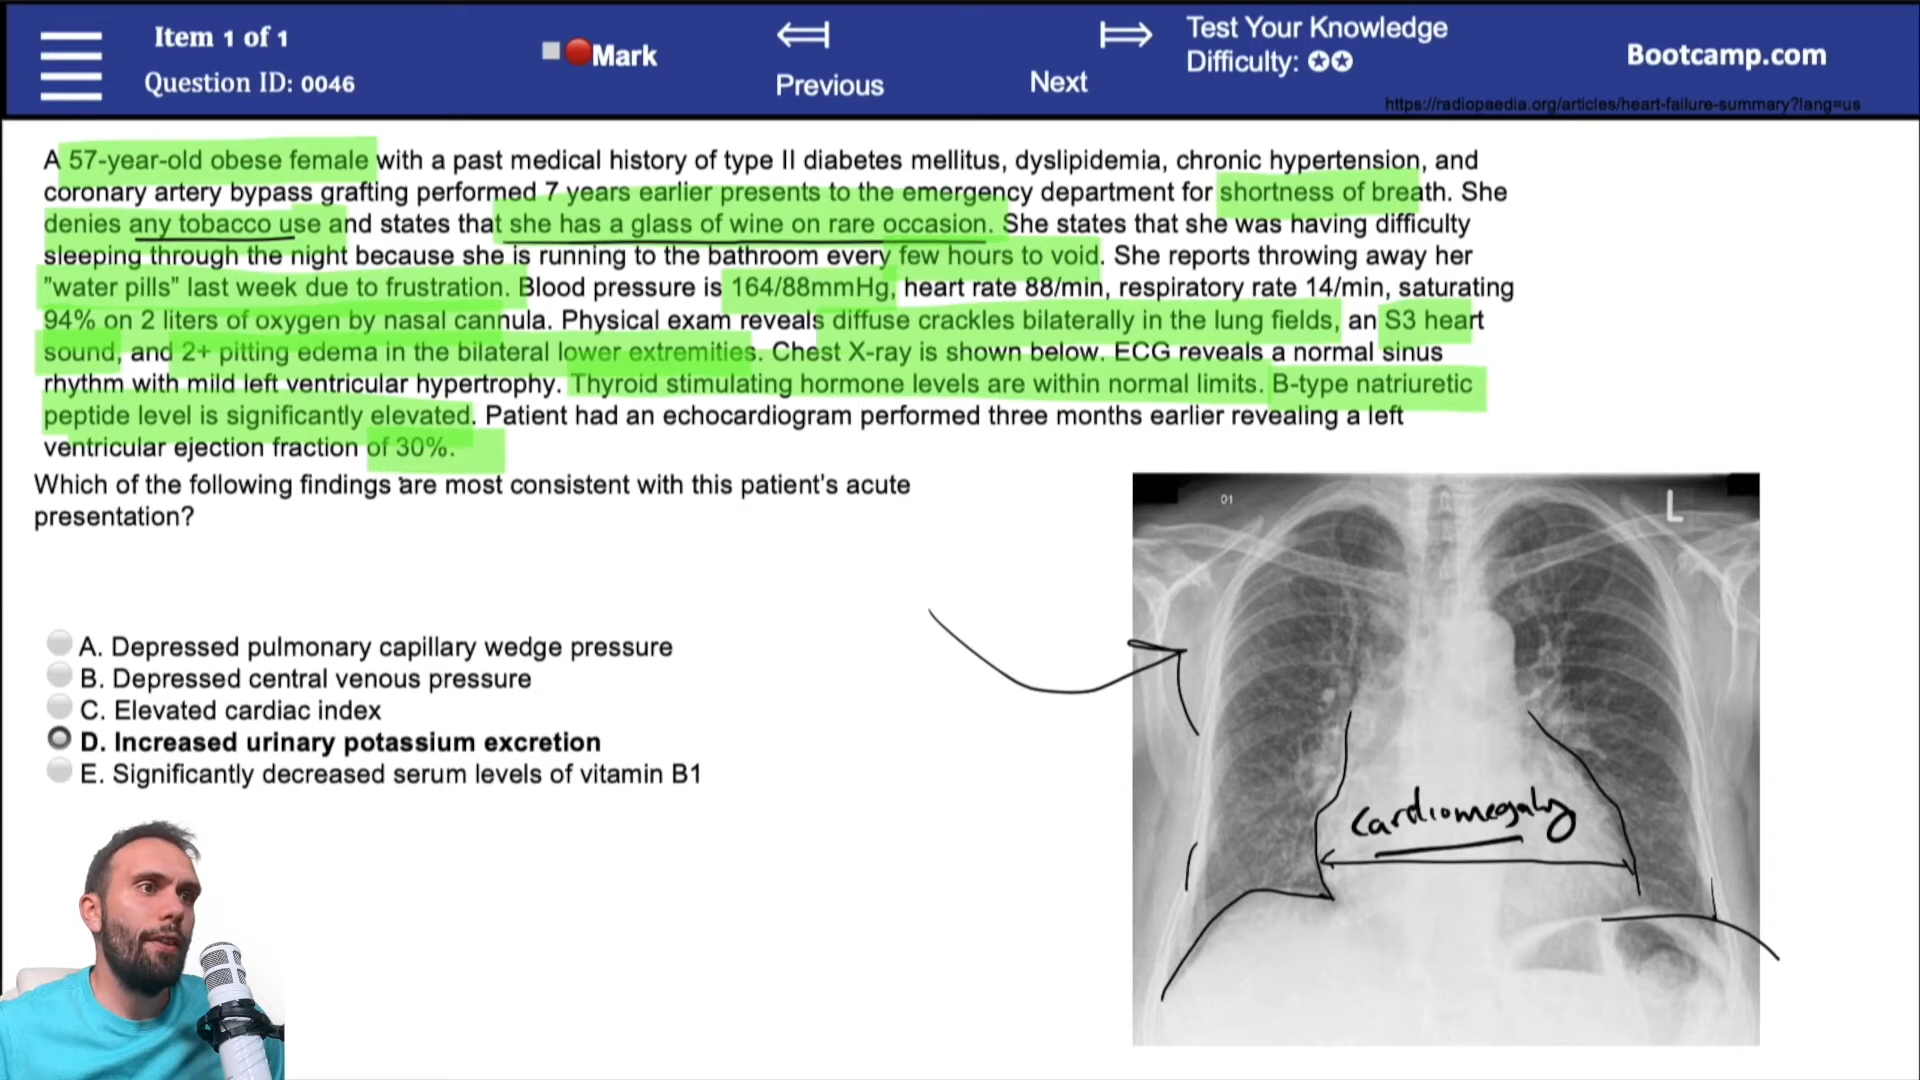 Item 1 of 1
Question ID: 0046
Mark
Previous
Next
Test Your Knowledge
Difficulty:
Bootcamp.com
https://radiopaedia.org/articles/heart-failure-summary?lang=us
A 57-year-old obese female with a past medical history of type II diabetes mellitus, dyslipidemia, chronic hypertension, and
coronary artery bypass grafting performed 7 years earlier presents to the emergency department for shortness of breath. She
denies any tobacco use and states that she has a glass of wine on rare occasion. She states that she was having difficulty
sleeping through the night because she is running to the bathroom every few hours to void. She reports throwing away her
"water pills" last week due to frustration. Blood pressure is 164/88mmHg, heart rate 88/min, respiratory rate 14/min, saturating
94% on 2 liters of oxygen by nasal cannula. Physical exam reveals diffuse crackles bilaterally in the lung fields, an S3 heart
sound, and 2+ pitting edema in the bilateral lower extremities. Chest X-ray is shown below. ECG reveals a normal sinus
rhythm with mild left ventricular hypertrophy. Thyroid stimulating hormone levels are within normal limits. B-type natriuretic
peptide level is significantly elevated. Patient had an echocardiogram performed three months earlier revealing a left
ventricular ejection fraction of 30%.
Which of the following findings are most consistent with this patient's acute
presentation?
A. Depressed pulmonary capillary wedge pressure
B. Depressed central venous pressure
C. Elevated cardiac index
D. Increased urinary potassium excretion
E. Significantly decreased serum levels of vitamin B1
01
L
cardiomegaly